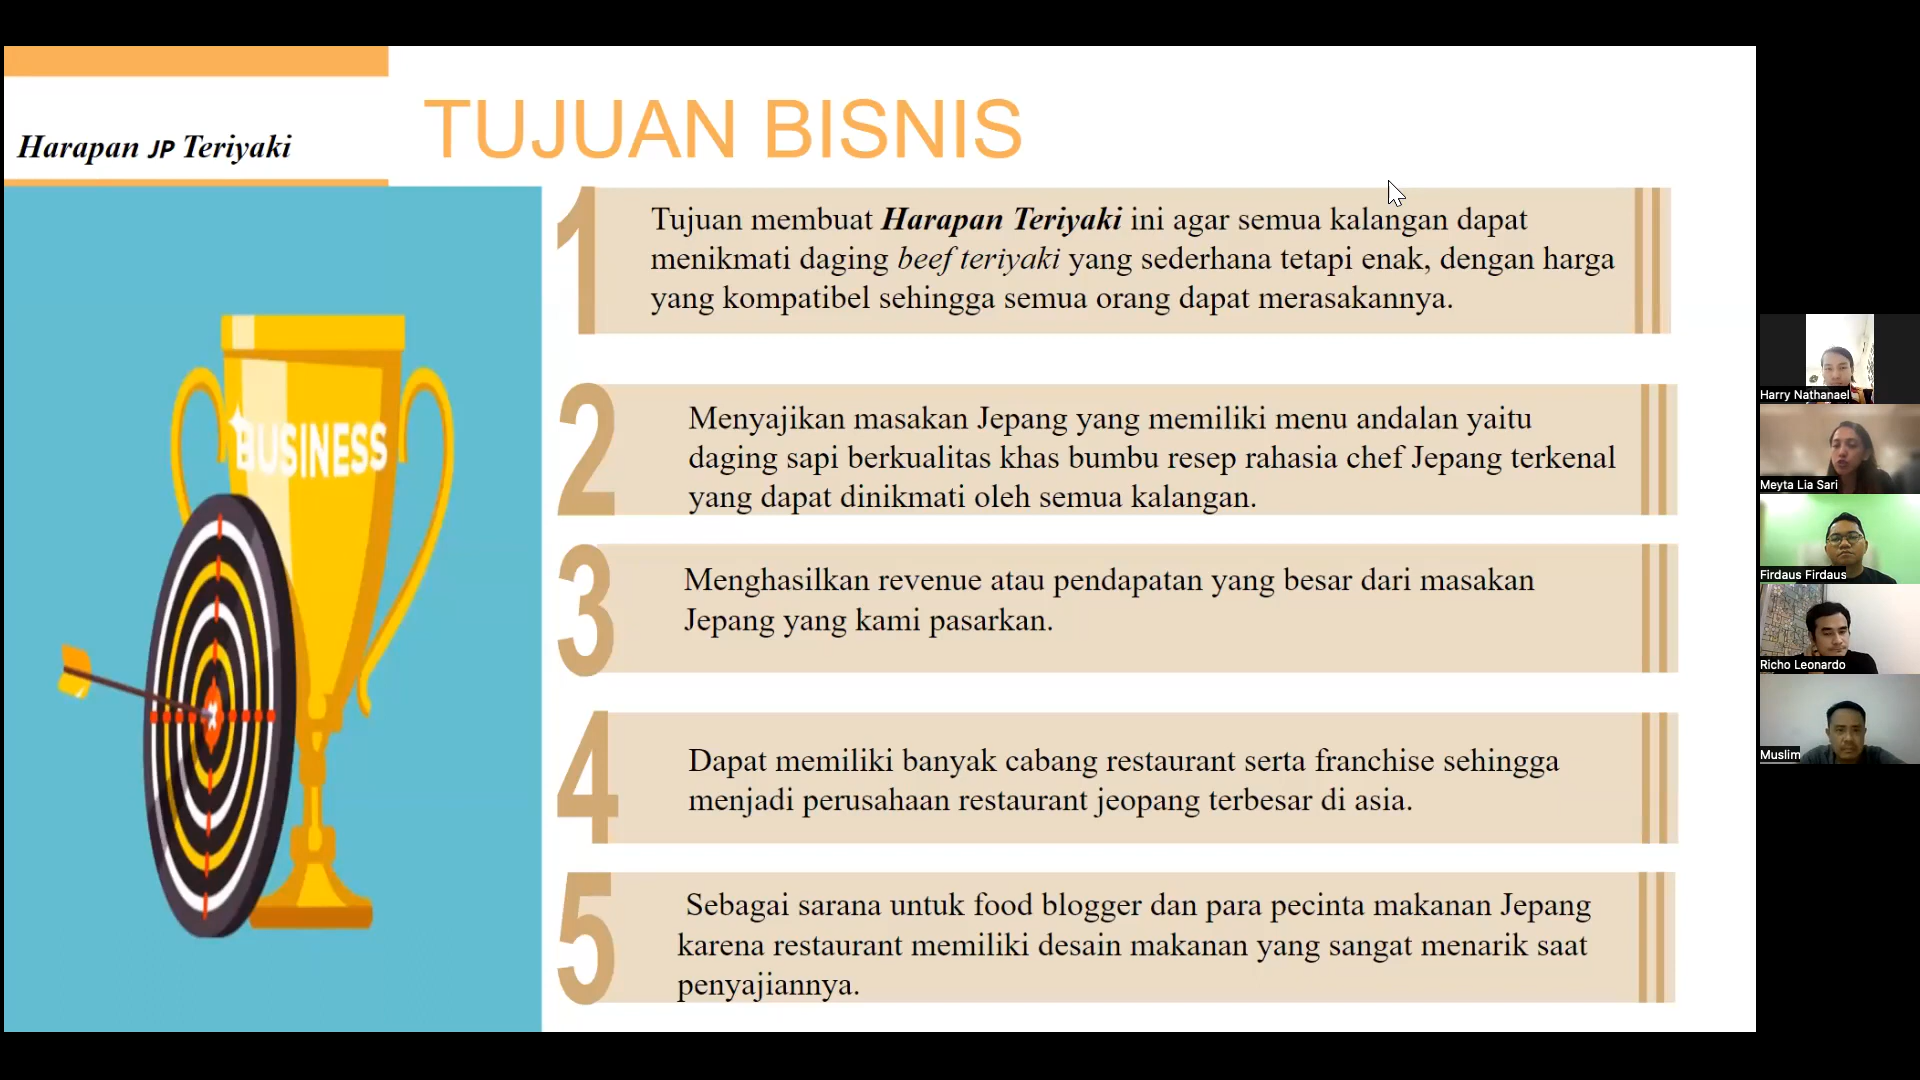 Harapan JP Teriyaki
TUJUAN BISNIS
1
Tujuan membuat Harapan Teriyaki ini agar semua kalangan dapat
menikmati daging beef teriyaki yang sederhana tetapi enak, dengan harga
yang kompatibel sehingga semua orang dapat merasakannya.
2
Menyajikan masakan Jepang yang memiliki menu andalan yaitu
daging sapi berkualitas khas bumbu resep rahasia chef Jepang terkenal
yang dapat dinikmati oleh semua kalangan.
3
Menghasilkan revenue atau pendapatan yang besar dari masakan
Jepang yang kami pasarkan.
4
Dapat memiliki banyak cabang restaurant serta franchise sehingga
menjadi perusahaan restaurant jeopang terbesar di asia.
5
Sebagai sarana untuk food blogger dan para pecinta makanan Jepang
karena restaurant memiliki desain makanan yang sangat menarik saat
penyajiannya.
BUSINESS
Harry Nathanael
Meyta Lia Sari
Firdaus Firdaus
Richo Leonardo
Muslim